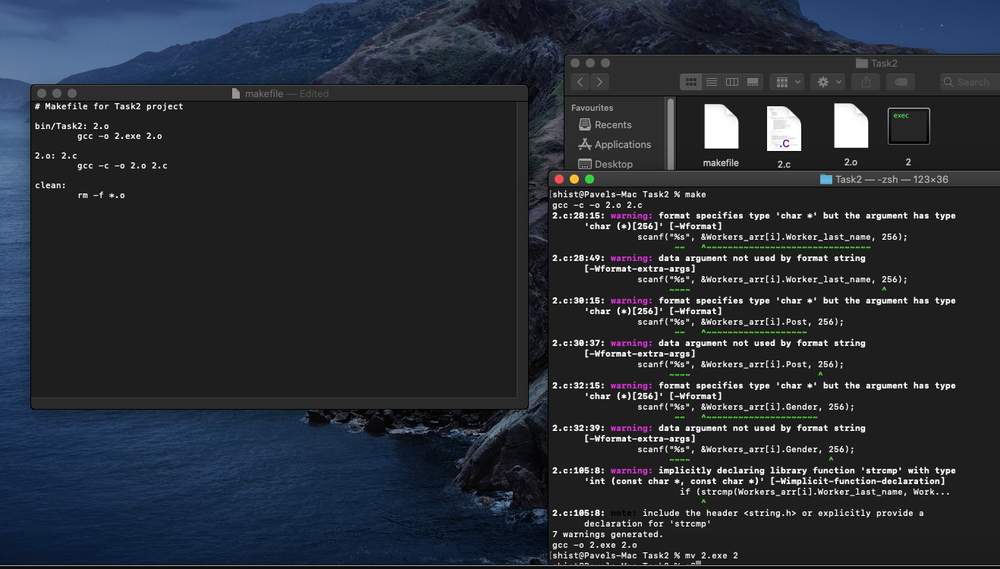 makefile — Edited
# Makefile for Task2 project
bin/Task2: 2.o
gcc -o 2.exe 2.o
2.o: 2.c
gcc -c -o 2.o 2.c
clean:
rm -f *.o
Task2
Search
Favourites
Recents
Applications
Desktop
.C
exec
makefile
2.c
2.o
2
Task2 — -zsh — 123×36
[shist@Pavels-Mac Task2 % make
gcc -c -o 2.o 2.c
2.c:28:15: warning: format specifies type 'char *' but the argument has type
'char (*)[256]' [-Wformat]
scanf("%s", &Workers_arr[i].Worker_last_name, 256);
~~ ^~~~~~~~~~~~~~~~~~~~~~~~~~~~~~~~
2.c:28:49: warning: data argument not used by format string
[-Wformat-extra-args]
scanf("%s", &Workers_arr[i].Worker_last_name, 256);
~~~~ ^
2.c:30:15: warning: format specifies type 'char *' but the argument has type
'char (*)[256]' [-Wformat]
scanf("%s", &Workers_arr[i].Post, 256);
~~ ^~~~~~~~~~~~~~~~~~~~
2.c:30:37: warning: data argument not used by format string
[-Wformat-extra-args]
scanf("%s", &Workers_arr[i].Post, 256);
~~~~ ^
2.c:32:15: warning: format specifies type 'char *' but the argument has type
'char (*)[256]' [-Wformat]
scanf("%s", &Workers_arr[i].Gender, 256);
~~ ^~~~~~~~~~~~~~~~~~~~~~
2.c:32:39: warning: data argument not used by format string
[-Wformat-extra-args]
scanf("%s", &Workers_arr[i].Gender, 256);
~~~~ ^
2.c:105:8: warning: implicitly declaring library function 'strcmp' with type
'int (const char *, const char *)' [-Wimplicit-function-declaration]
if (strcmp(Workers_arr[i].Worker_last_name, Work...
^
2.c:105:8: note: include the header <string.h> or explicitly provide a
declaration for 'strcmp'
7 warnings generated.
gcc -o 2.exe 2.o
[shist@Pavels-Mac Task2 % mv 2.exe 2
shist@Pavels-Mac Task2 %